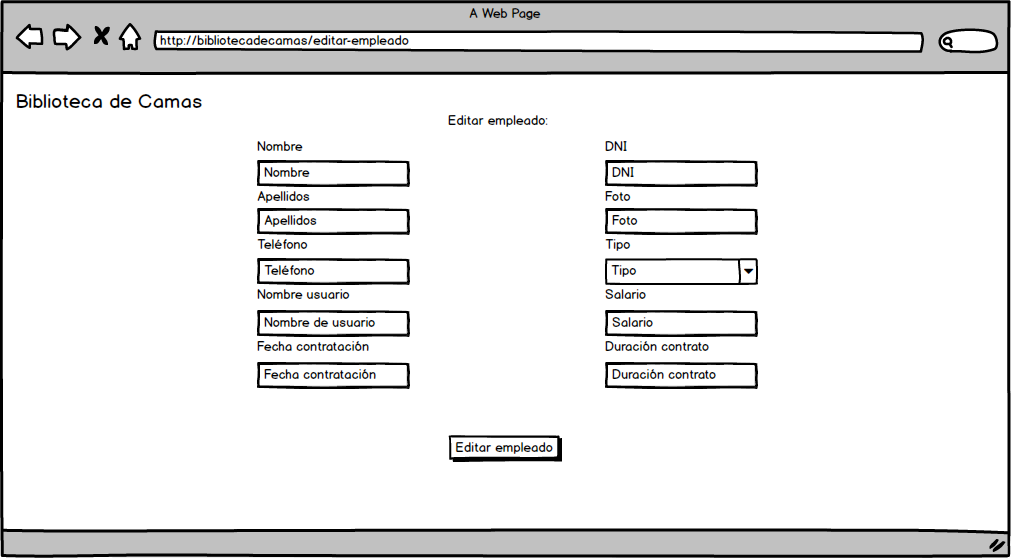 A Web Page
http://bibliotecadecamas/editar-empleado
Biblioteca de Camas
Editar empleado:
Nombre
DNI
Nombre
DNI
Apellidos
Foto
Apellidos
Foto
Teléfono
Tipo
Teléfono
Tipo
Nombre usuario
Salario
Nombre de usuario
Salario
Fecha contratación
Duración contrato
Fecha contratación
Duración contrato
Editar empleado